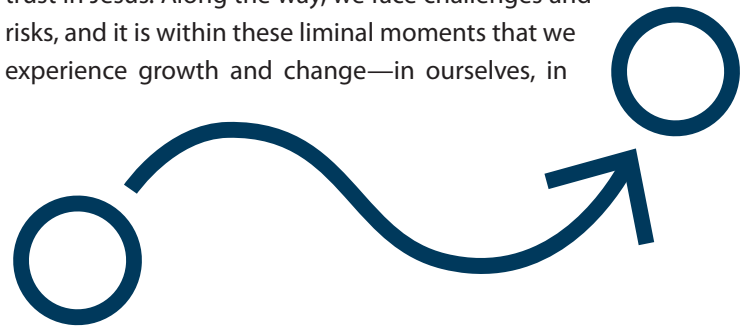 trust in Jesus. Along the way, we face challenges and
risks, and it is within these liminal moments that we
experience growth and change—in ourselves, in